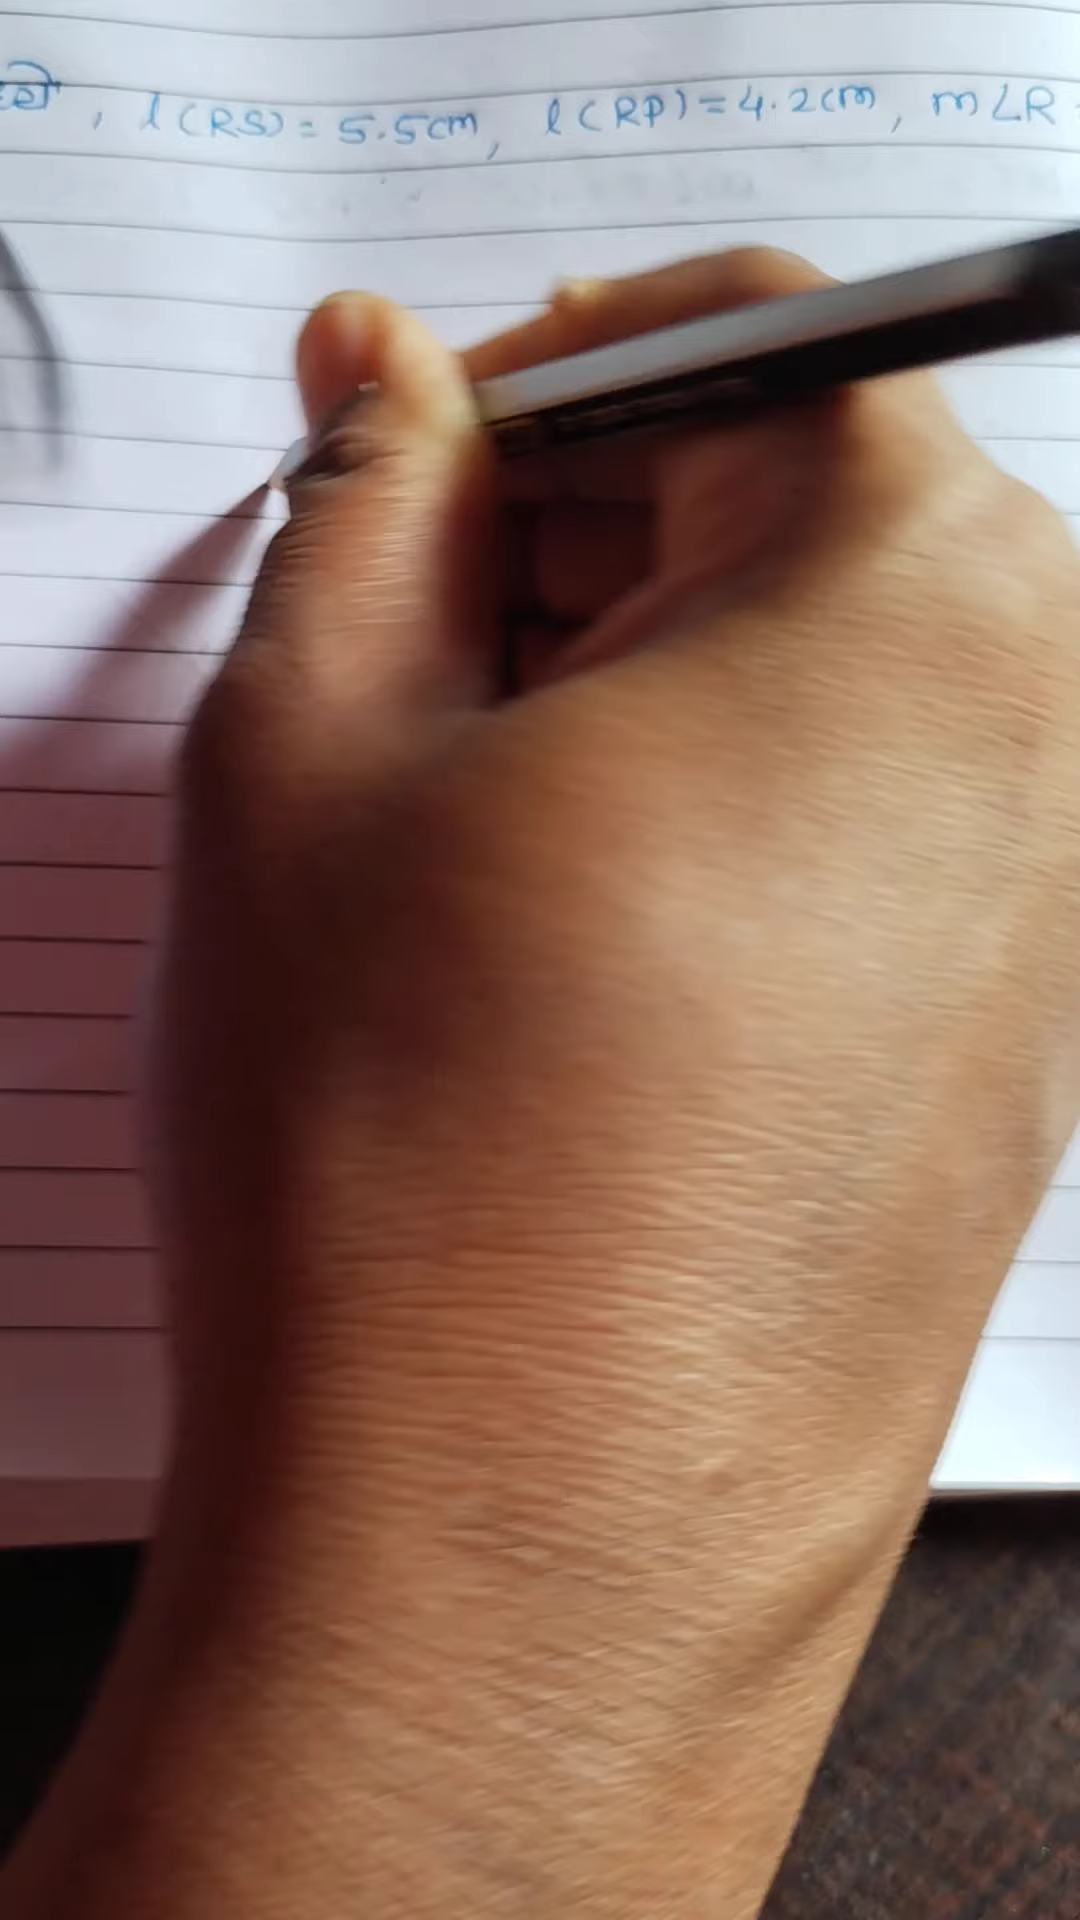 , l(RS) = 5.5cm, l(RP) = 4.2cm, m∠R =